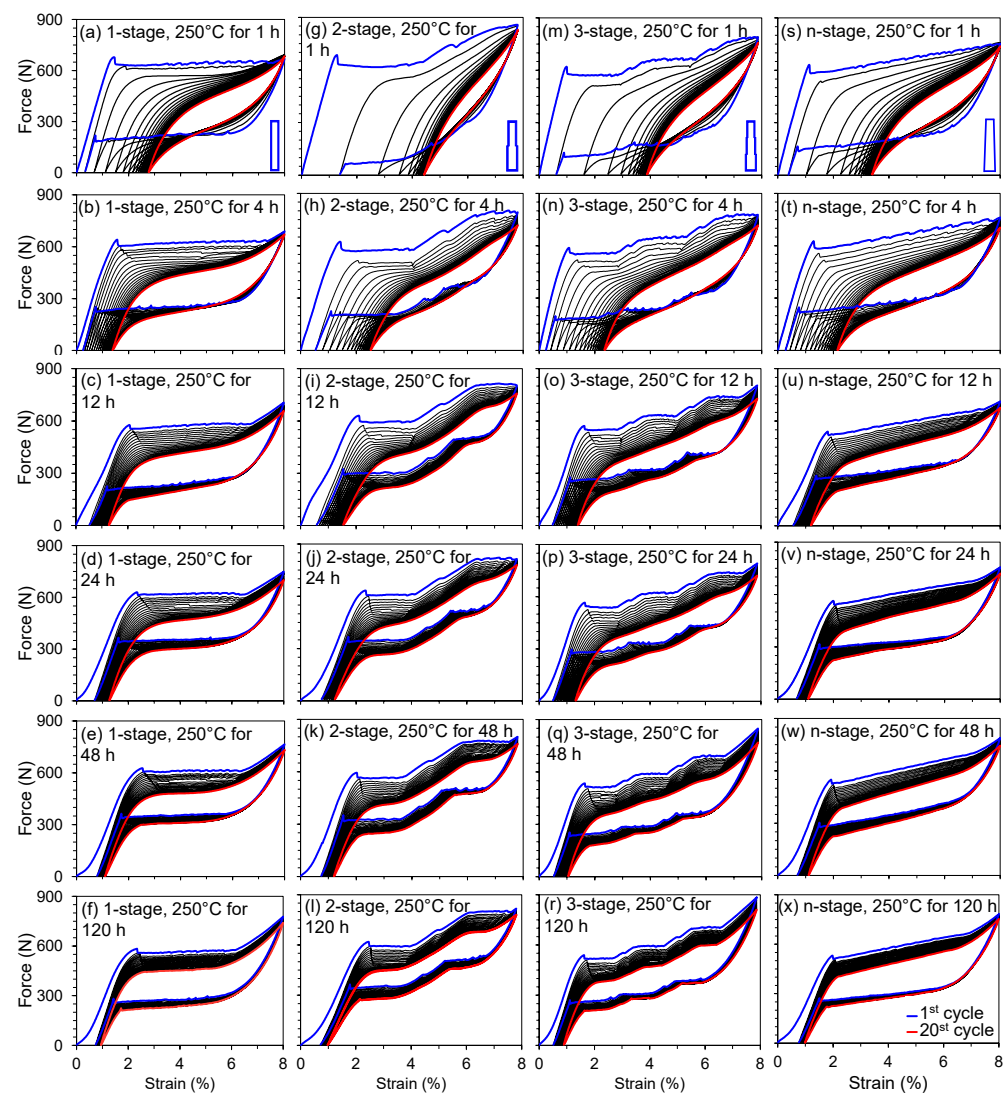 (a) 1-stage, 250°C for 1 h
(g) 2-stage, 250°C for
1 h
(m) 3-stage, 250°C for 1 h
(s) n-stage, 250°C for 1 h
900
600
300
0
Force (N)
(b) 1-stage, 250°C for 4 h
(h) 2-stage, 250°C for 4 h
(n) 3-stage, 250°C for 4 h
(t) n-stage, 250°C for 4 h
900
600
300
0
Force (N)
(c) 1-stage, 250°C for
12 h
(i) 2-stage, 250°C for
12 h
(o) 3-stage, 250°C for 12 h
(u) n-stage, 250°C for 12 h
900
600
300
0
Force (N)
(d) 1-stage, 250°C for
24 h
(j) 2-stage, 250°C for
24 h
(p) 3-stage, 250°C for 24 h
(v) n-stage, 250°C for 24 h
900
600
300
0
Force (N)
(e) 1-stage, 250°C for
48 h
(k) 2-stage, 250°C for 48 h
(q) 3-stage, 250°C for
48 h
(w) n-stage, 250°C for 48 h
900
600
300
0
Force (N)
(f) 1-stage, 250°C for
120 h
(l) 2-stage, 250°C for
120 h
(r) 3-stage, 250°C for
120 h
(x) n-stage, 250°C for 120 h
900
600
300
0
Force (N)
1st cycle
20st cycle
0 2 4 6 8
0 2 4 6 8
0 2 4 6 8
0 2 4 6 8
Strain (%)
Strain (%)
Strain (%)
Strain (%)